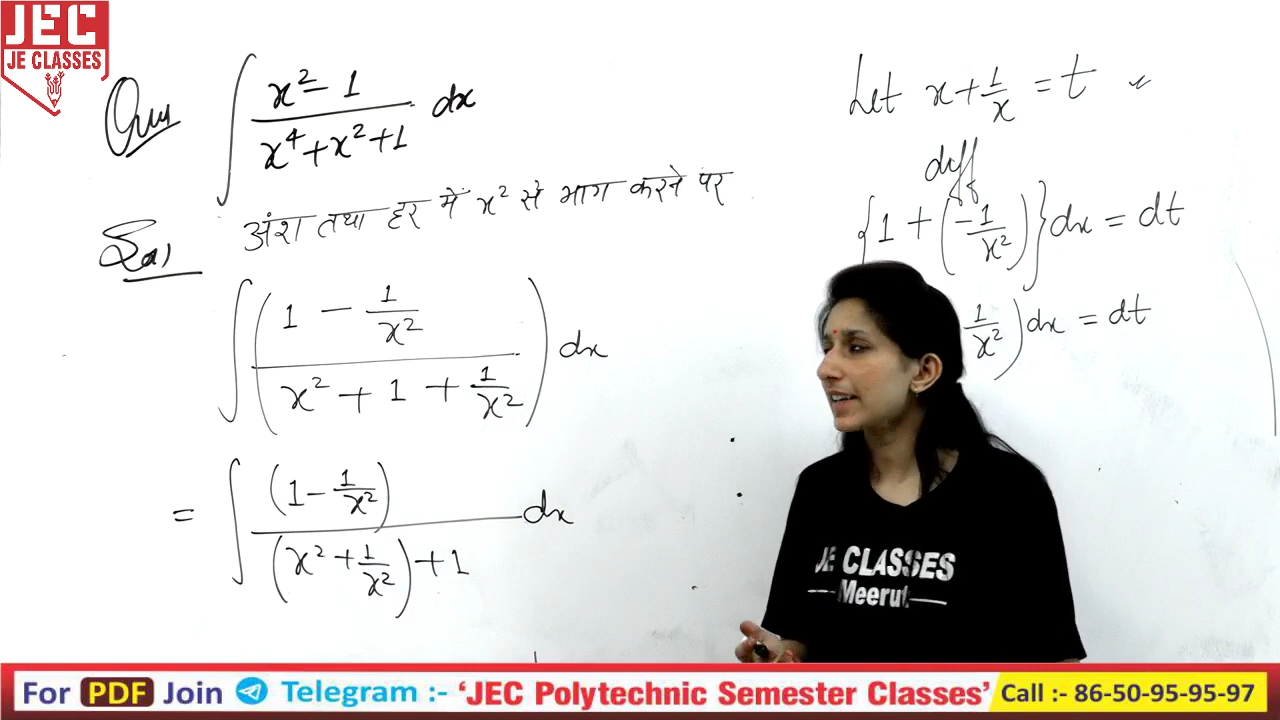 JEC
JE CLASSES
Ques ∫ (x² - 1)/(x⁴ + x² + 1) dx
Sol
अंश तथा हर में x² से भाग करने पर
∫ ((1 - 1/x²)/(x² + 1 + 1/x²)) dx
= ∫ (1 - 1/x²)/((x² + 1/x²) + 1) dx
Let x + 1/x = t
diff
{1 + (-1/x²)} dx = dt
1/x²) dx = dt
JE CLASSES
Meerut
For PDF Join Telegram :- 'JEC Polytechnic Semester Classes' Call :- 86-50-95-95-97